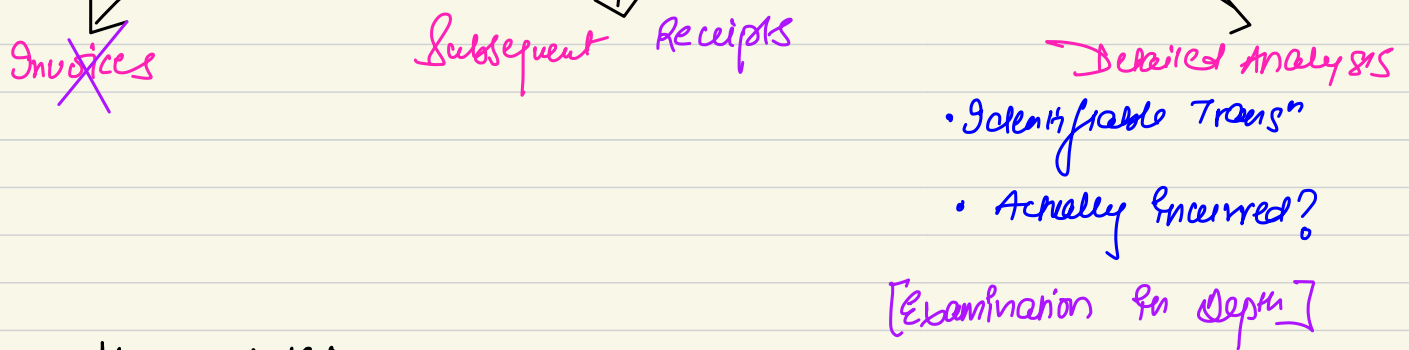 Invoices
Subsequent Receipts
Detailed Analysis
• Identifiable Transⁿ
• Actually Incurred?
[Examination In Depth]